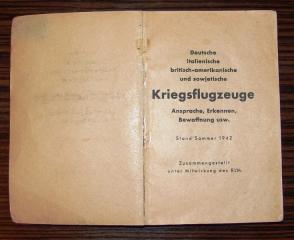 Deutsche
italienische
britisch-amerikanische
und sowjetische
Kriegsflugzeuge
Ansprache, Erkennen,
Bewaffnung usw.
Stand Sommer 1942
Zusammengestellt
unter Mitwirkung des RLM.